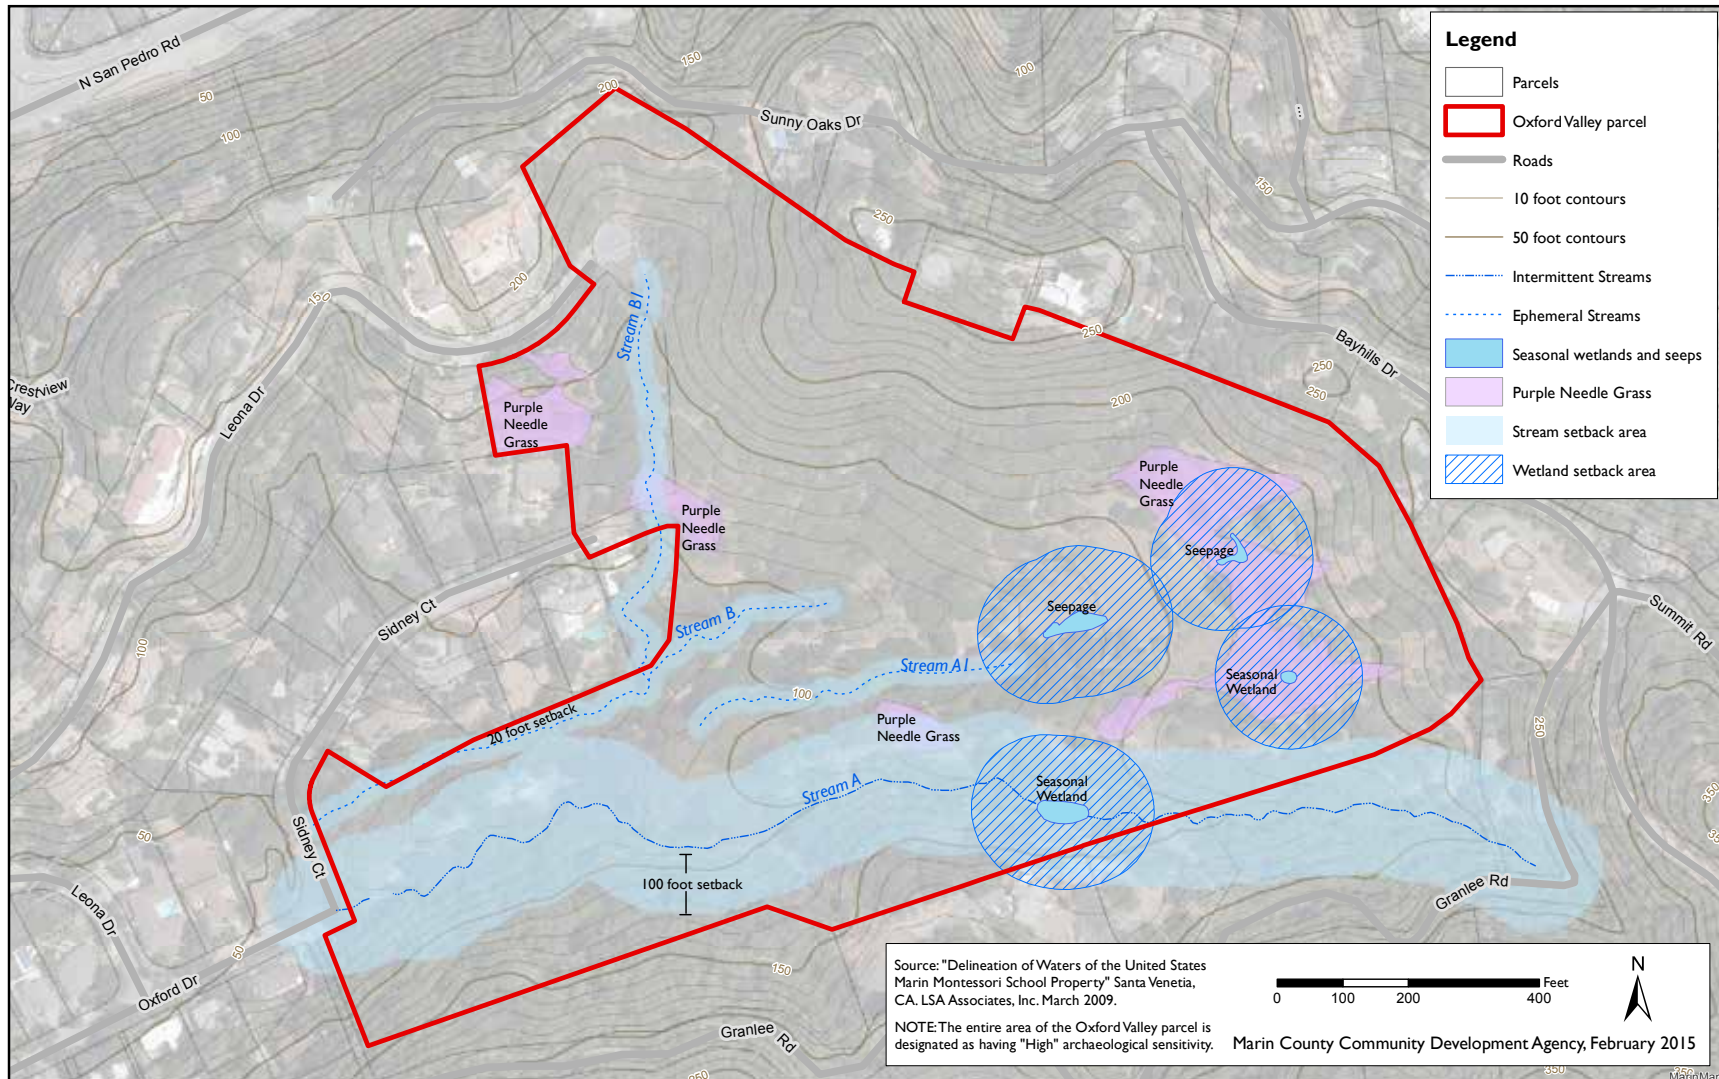 N San Pedro Rd
50
100
150
100
200
Sunny Oaks Dr
...
150
250
200
150
Stream B1
250
Bayhills Dr
250
250
200
Crestview
Way
Leona Dr
Purple
Needle
Grass
Purple
Needle
Grass
Purple
Needle
Grass
Seepage
Seepage
Sidney Ct
Stream B
Stream A1
100
100
Seasonal
Wetland
Summit Rd
20 foot setback
Purple
Needle Grass
250
Stream A
Seasonal
Wetland
350
Sidney Ct
50
100 foot setback
Leona Dr
50
Oxford Dr
Granlee Rd
150
Granlee
Rd
250
350
350
Legend
Parcels
Oxford Valley parcel
Roads
10 foot contours
50 foot contours
Intermittent Streams
Ephemeral Streams
Seasonal wetlands and seeps
Purple Needle Grass
Stream setback area
Wetland setback area
Source: "Delineation of Waters of the United States
Marin Montessori School Property" Santa Venetia,
CA. LSA Associates, Inc. March 2009.
NOTE: The entire area of the Oxford Valley parcel is
designated as having "High" archaeological sensitivity.
Feet
0 100 200 400
N
Marin County Community Development Agency, February 2015